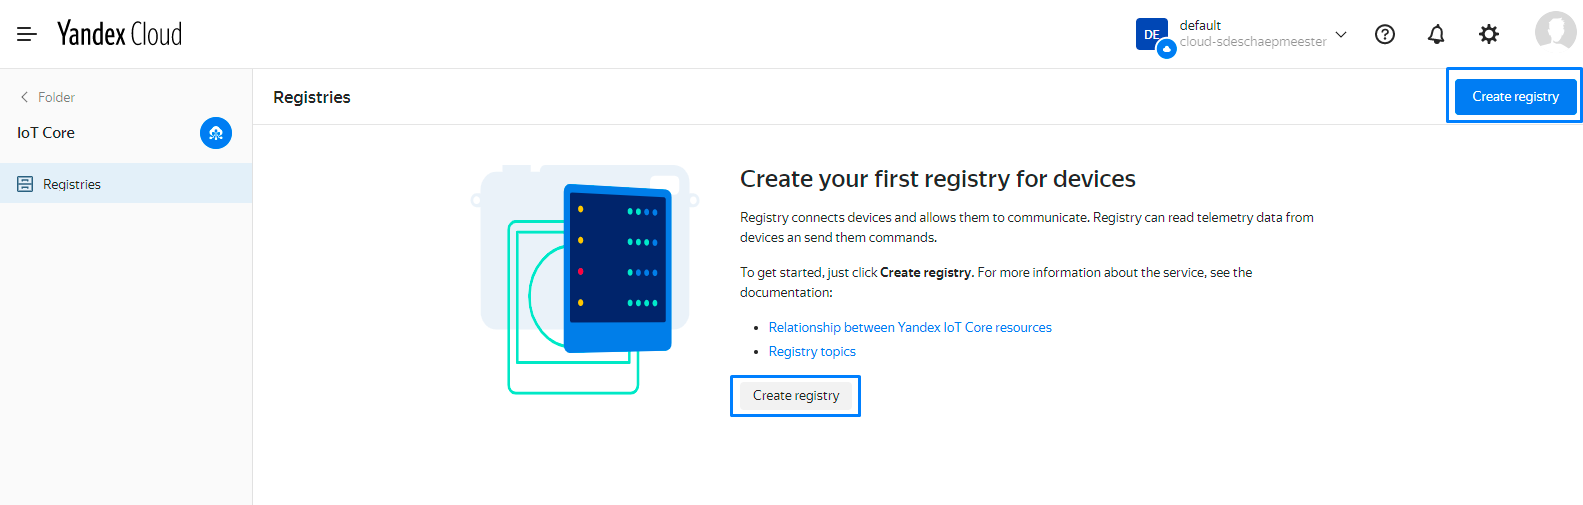 Yandex Cloud
DE
default
cloud-sdeschaepmeester
Folder
IoT Core
Registries
Registries
Create registry
Create your first registry for devices
Registry connects devices and allows them to communicate. Registry can read telemetry data from
devices an send them commands.
To get started, just click Create registry. For more information about the service, see the
documentation:
• Relationship between Yandex IoT Core resources
• Registry topics
Create registry